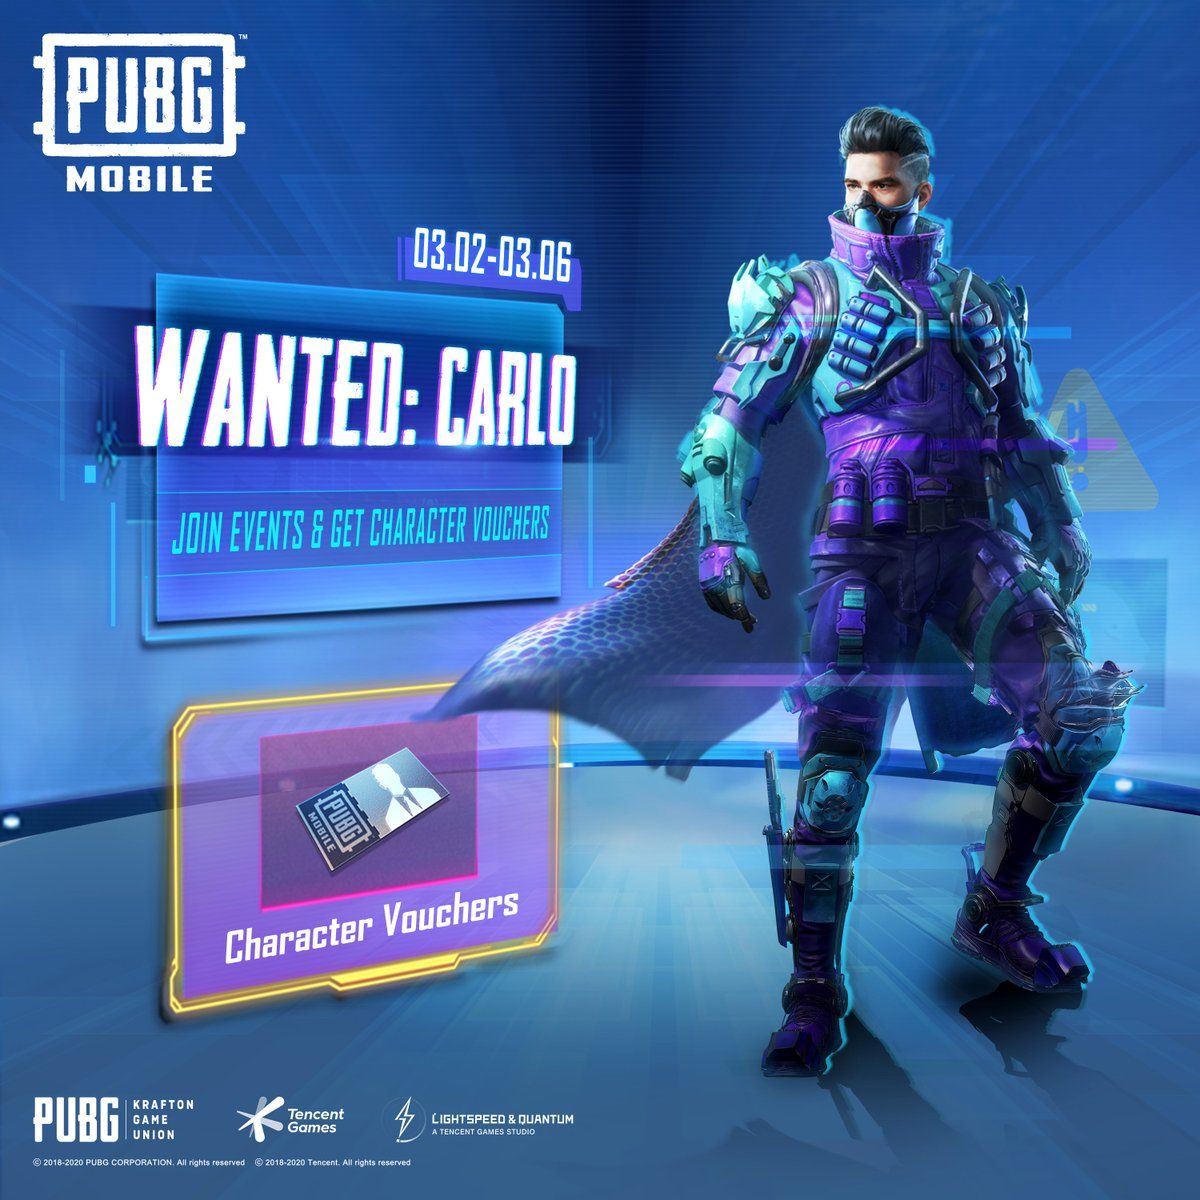 PUBG™
MOBILE
03.02-03.06
WANTED: CARLO
JOIN EVENTS & GET CHARACTER VOUCHERS
PUBG
MOBILE
Character Vouchers
PUBG
KRAFTON
GAME
UNION
Tencent
Games
LIGHTSPEED & QUANTUM
A TENCENT GAMES STUDIO
© 2018-2020 PUBG CORPORATION. All rights reserved © 2018-2020 Tencent. All rights reserved